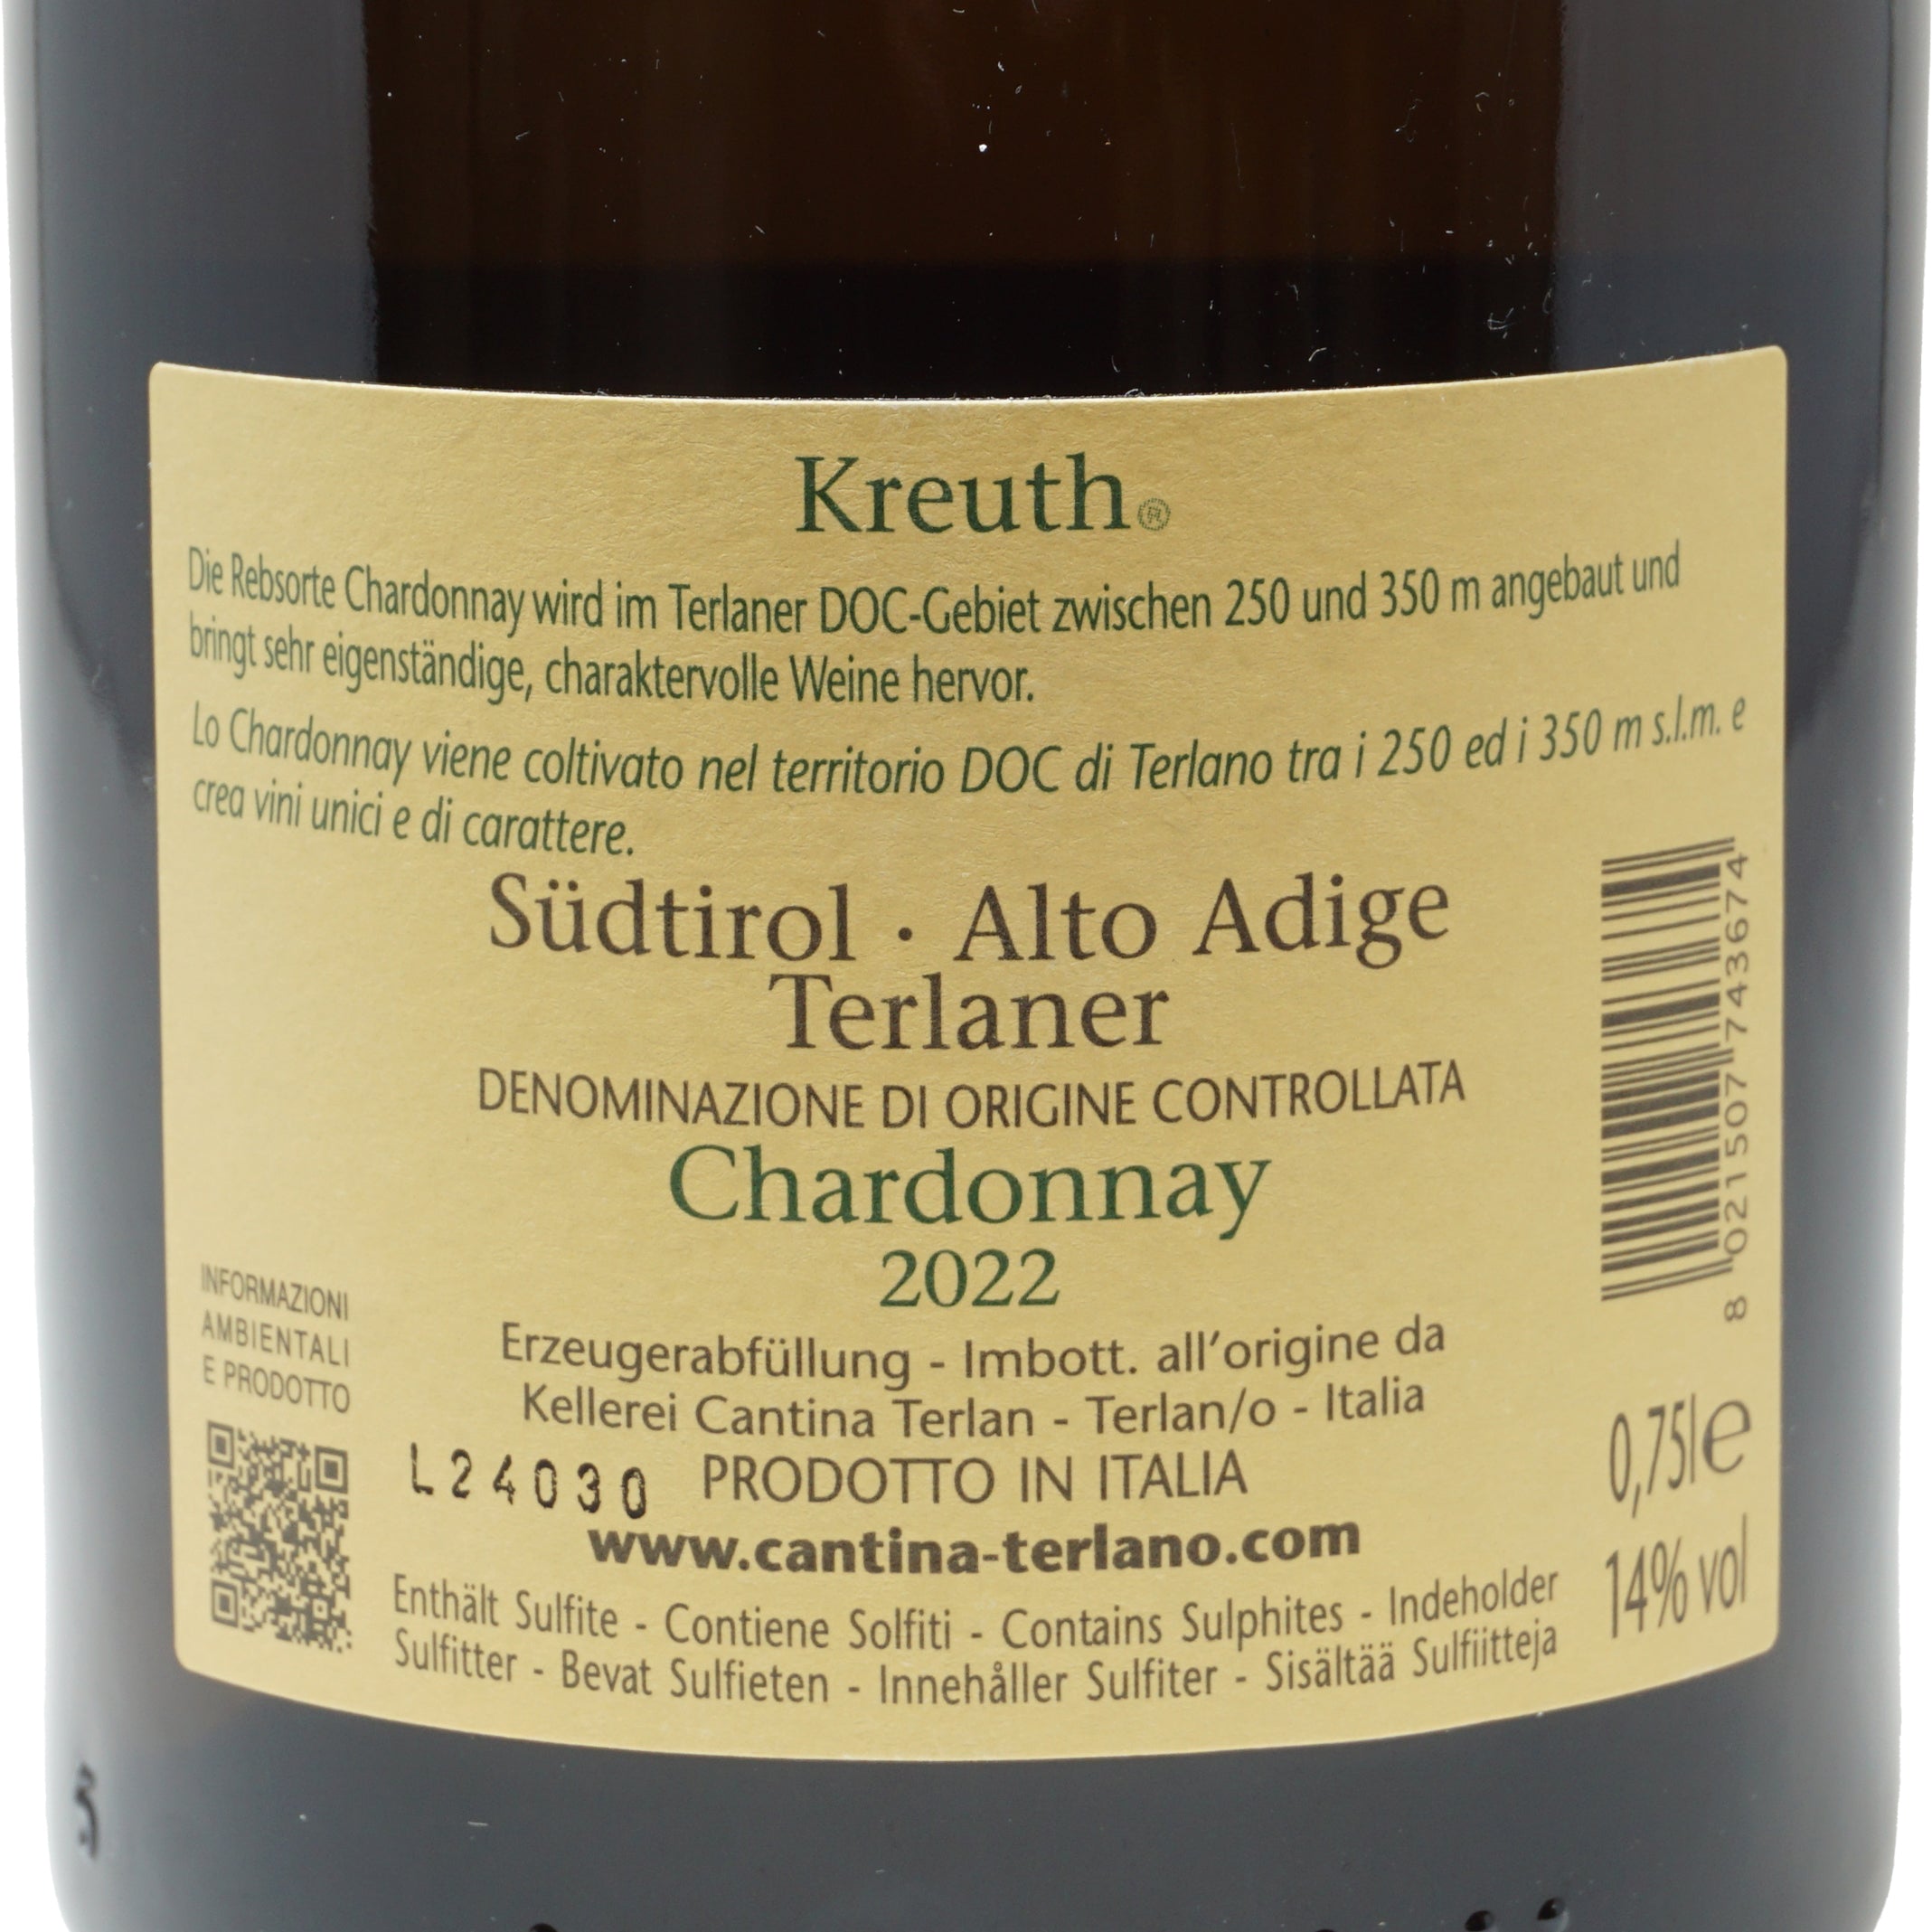 Kreuth®
Die Rebsorte Chardonnay wird im Terlaner DOC-Gebiet zwischen 250 und 350 m angebaut und
bringt sehr eigenständige, charaktervolle Weine hervor.
Lo Chardonnay viene coltivato nel territorio DOC di Terlano tra i 250 ed i 350 m s.l.m. e
crea vini unici e di carattere.
Südtirol · Alto Adige
Terlaner
DENOMINAZIONE DI ORIGINE CONTROLLATA
Chardonnay
2022
Erzeugerabfüllung - Imbott. all'origine da
Kellerei Cantina Terlan - Terlan/o - Italia
L24030 PRODOTTO IN ITALIA
www.cantina-terlano.com
Enthält Sulfite - Contiene Solfiti - Contains Sulphites - Indeholder
Sulfitter - Bevat Sulfieten - Innehåller Sulfiter - Sisältää Sulfiitteja
INFORMAZIONI
AMBIENTALI
E PRODOTTO
8 021507 743674
0,75l e
14% vol
5